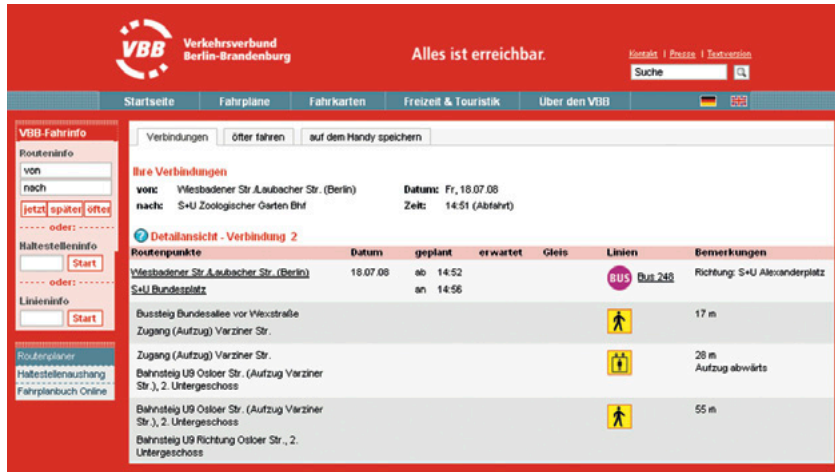 VBB
Verkehrsverbund
Berlin-Brandenburg
Alles ist erreichbar.
Kontakt | Presse | Textversion
Suche
Startseite Fahrpläne Fahrkarten Freizeit & Touristik Über den VBB
VBB-Fahrinfo
Routeninfo
von
nach
jetzt später öfter
oder:
Haltestelleninfo
Start
oder:
Linieninfo
Start
Routenplaner
Haltestellenaushang
Fahrplanbuch Online
Verbindungen öfter fahren auf dem Handy speichern
Ihre Verbindungen
von: Wiesbadener Str./Laubacher Str. (Berlin) Datum: Fr, 18.07.08
nach: S+U Zoologischer Garten Bhf Zeit: 14:51 (Abfahrt)
? Detailansicht - Verbindung 2
Routenpunkte Datum geplant erwartet Gleis Linien Bemerkungen
Wiesbadener Str./Laubacher Str. (Berlin) 18.07.08 ab 14:52 BUS Bus 248 Richtung: S+U Alexanderplatz
S+U Bundesplatz an 14:56
Bussteig Bundesallee vor Wexstraße 17 m
Zugang (Aufzug) Varziner Str.
Zugang (Aufzug) Varziner Str. 28 m
Aufzug abwärts
Bahnsteig U9 Osloer Str. (Aufzug Varziner
Str.), 2. Untergeschoss
Bahnsteig U9 Osloer Str. (Aufzug Varziner 55 m
Str.), 2. Untergeschoss
Bahnsteig U9 Richtung Osloer Str., 2.
Untergeschoss